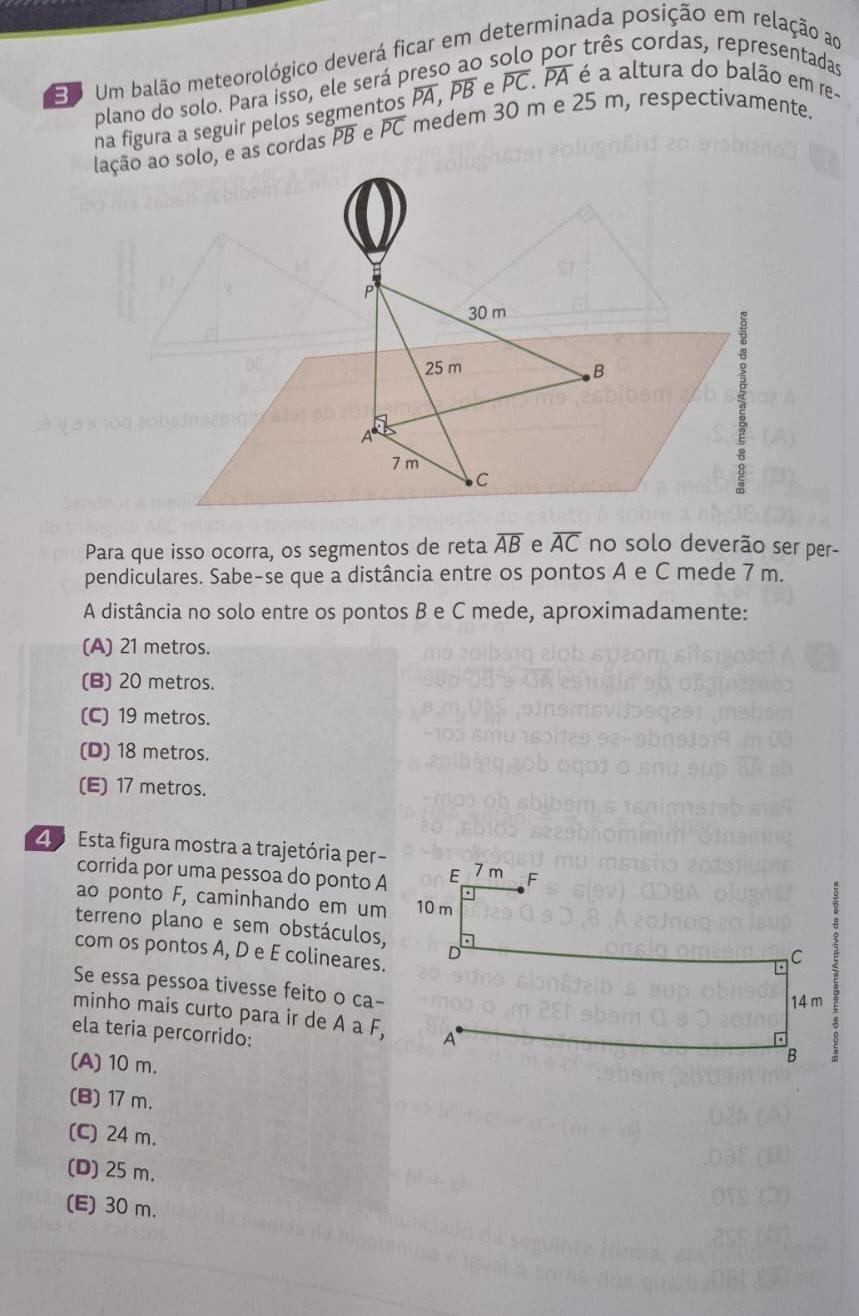 3 Um balão meteorológico deverá ficar em determinada posição em relação ao
plano do solo. Para isso, ele será preso ao solo por três cordas, representadas
na figura a seguir pelos segmentos PA, PB e PC. PA é a altura do balão em re-
lação ao solo, e as cordas PB e PC medem 30 m e 25 m, respectivamente.
P
30 m
25 m
B
A
7 m
C
Banco de imagens/Arquivo da editora
Para que isso ocorra, os segmentos de reta AB e AC no solo deverão ser per-
pendiculares. Sabe-se que a distância entre os pontos A e C mede 7 m.
A distância no solo entre os pontos B e C mede, aproximadamente:
(A) 21 metros.
(B) 20 metros.
(C) 19 metros.
(D) 18 metros.
(E) 17 metros.
4 Esta figura mostra a trajetória per-
corrida por uma pessoa do ponto A
ao ponto F, caminhando em um
terreno plano e sem obstáculos,
com os pontos A, D e E colineares.
Se essa pessoa tivesse feito o ca-
minho mais curto para ir de A a F,
ela teria percorrido:
(A) 10 m.
(B) 17 m.
(C) 24 m.
(D) 25 m.
(E) 30 m.
E 7 m F
10 m
D
C
14 m
A
B
Banco de imagens/Arquivo da editora